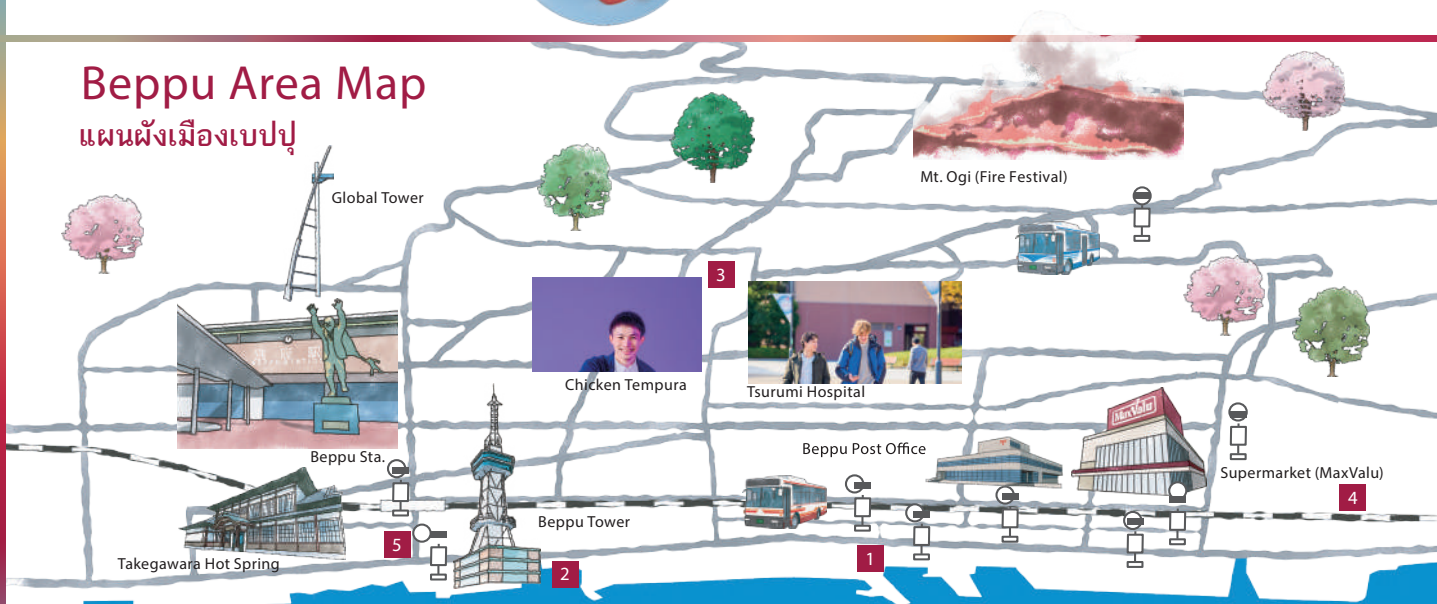 Beppu Area Map
แผนผังเมืองเบปปุ
Global Tower
Mt. Ogi (Fire Festival)
3
Chicken Tempura
Tsurumi Hospital
Beppu Sta.
Beppu Post Office
MaxValu
Supermarket (MaxValu)
4
Beppu Tower
5
1
Takegawara Hot Spring
2